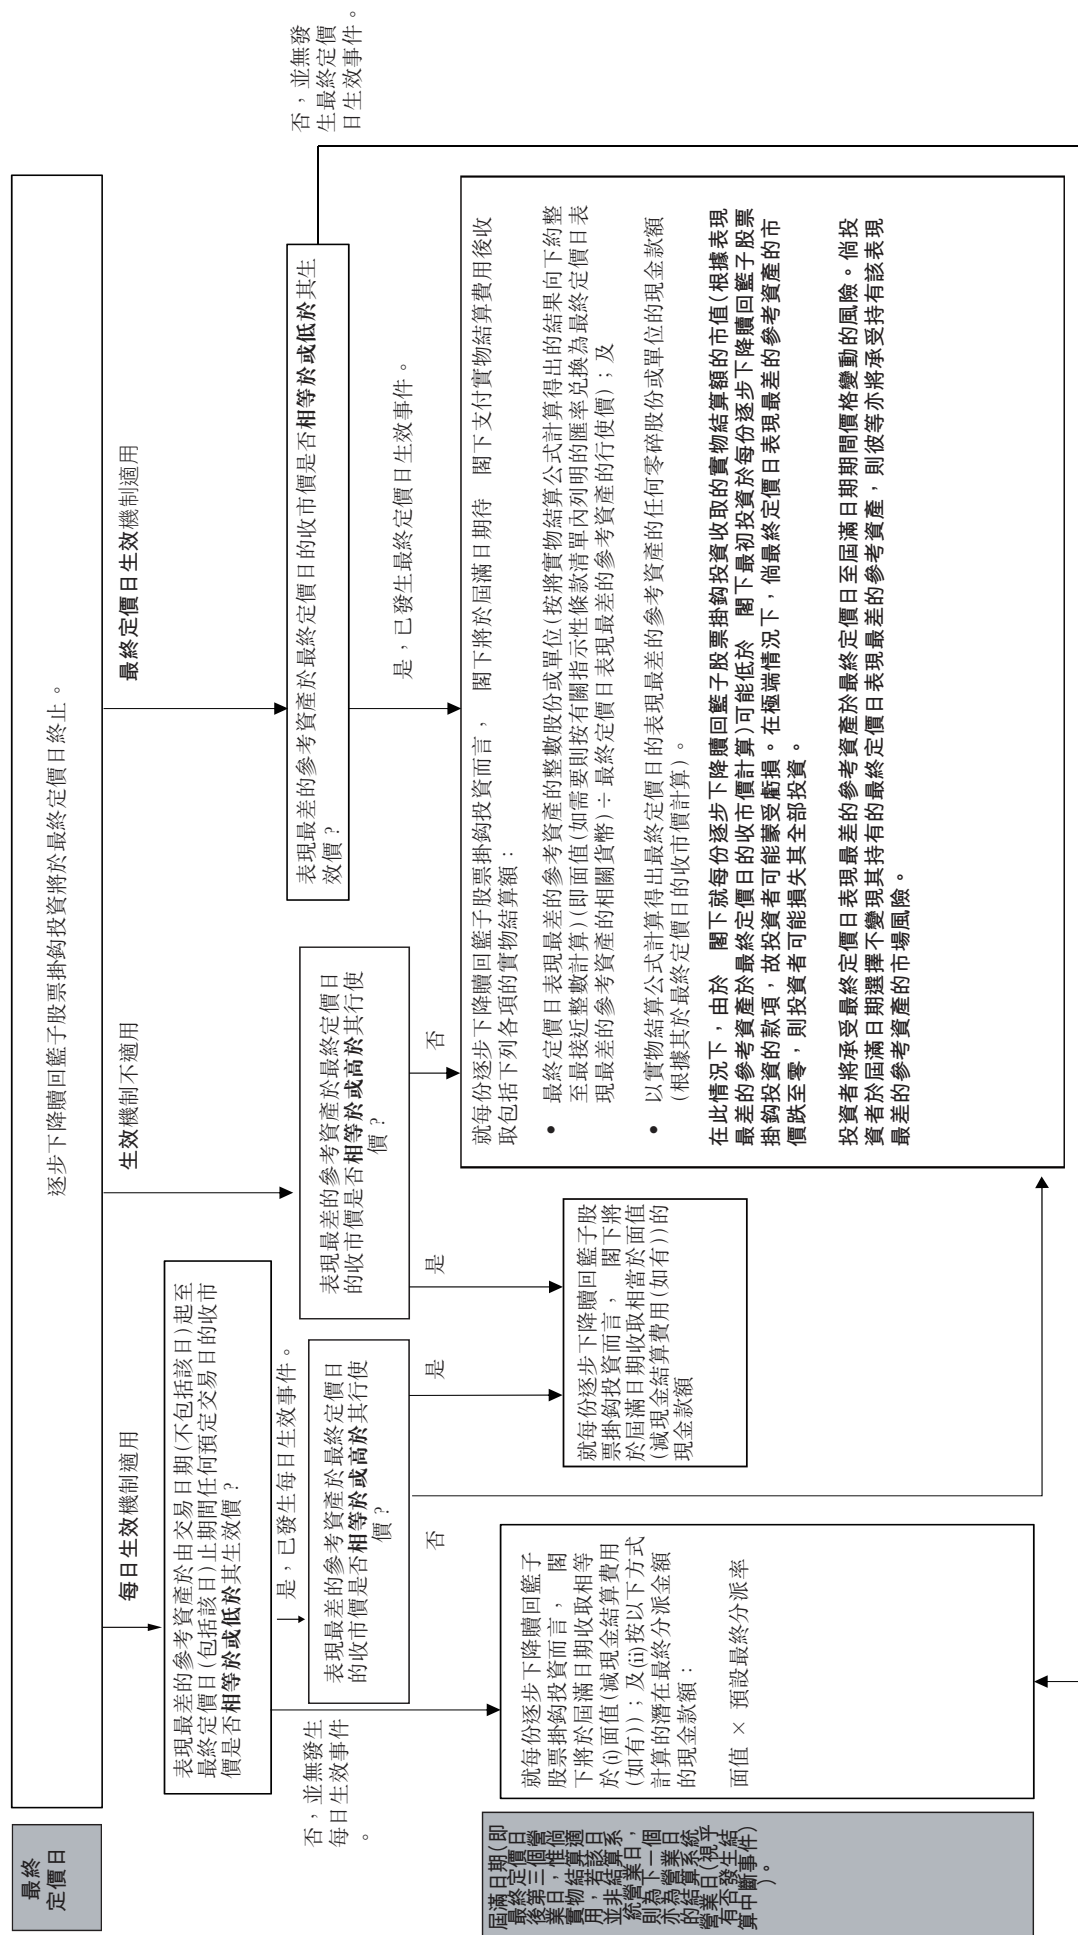 最終
定價日
逐步下降贖回籃子股票掛鈎投資將於最終定價日終止。
每日生效機制適用
生效機制不適用
最終定價日生效機制適用
表現最差的參考資產於由交易日期(不包括該日)起至
最終定價日(包括該日)止期間任何預定交易日的收市
價是否相等於或低於其生效價?
否，並無發生
每日生效事件
。
是，已發生每日生效事件。
表現最差的參考資產於最終定價日
的收市價是否相等於或高於其行使
價?
否
是
表現最差的參考資產於最終定價日
的收市價是否相等於或高於其行使
價?
是
否
表現最差的參考資產於最終定價日的收市價是否相等於或低於其生
效價?
是，已發生最終定價日生效事件。
否，並無發
生最終定價
日生效事件。
屆滿日期(即
最終定價日
後第三個營
業日，惟倘
實物結算適
用，若該日
並非結算系
統營業日，
則為下一個
亦為營業日
的結算系統
營業日(視乎
有否發生結
算中斷事件)
)。
就每份逐步下降贖回籃子
股票掛鈎投資而言， 閣
下將於屆滿日期收取相等
於(i)面值(減現金結算費用
(如有))；及(ii)按以下方式
計算的潛在最終分派金額
的現金款額：
面值 × 預設最終分派率
就每份逐步下降贖回籃子股
票掛鈎投資而言， 閣下將
於屆滿日期收取相當於面值
(減現金結算費用(如有))的
現金款額
就每份逐步下降贖回籃子股票掛鈎投資而言， 閣下將於屆滿日期待 閣下支付實物結算費用後收
取包括下列各項的實物結算額：
• 最終定價日表現最差的參考資產的整數股份或單位(按將實物結算公式計算得出的結果向下約整
至最接近整數計算)(即面值(如需要則按有關指示性條款清單內列明的匯率兌換為最終定價日表
現最差的參考資產的相關貨幣)÷最終定價日表現最差的參考資產的行使價)；及
• 以實物結算公式計算得出最終定價日的表現最差的參考資產的任何零碎股份或單位的現金款額
(根據其於最終定價日的收市價計算)。
在此情況下，由於 閣下就每份逐步下降贖回籃子股票掛鈎投資收取的實物結算額的市值(根據表現
最差的參考資產於最終定價日的收市價計算)可能低於 閣下最初投資於每份逐步下降贖回籃子股票
掛鈎投資的款項，故投資者可能蒙受虧損。在極端情況下，倘最終定價日表現最差的參考資產的市
價跌至零，則投資者可能損失其全部投資。
投資者將承受最終定價日表現最差的參考資產於最終定價日至屆滿日期期間價格變動的風險。倘投
資者於屆滿日期選擇不變現其持有的最終定價日表現最差的參考資產，則彼等亦將承受持有該表現
最差的參考資產的市場風險。